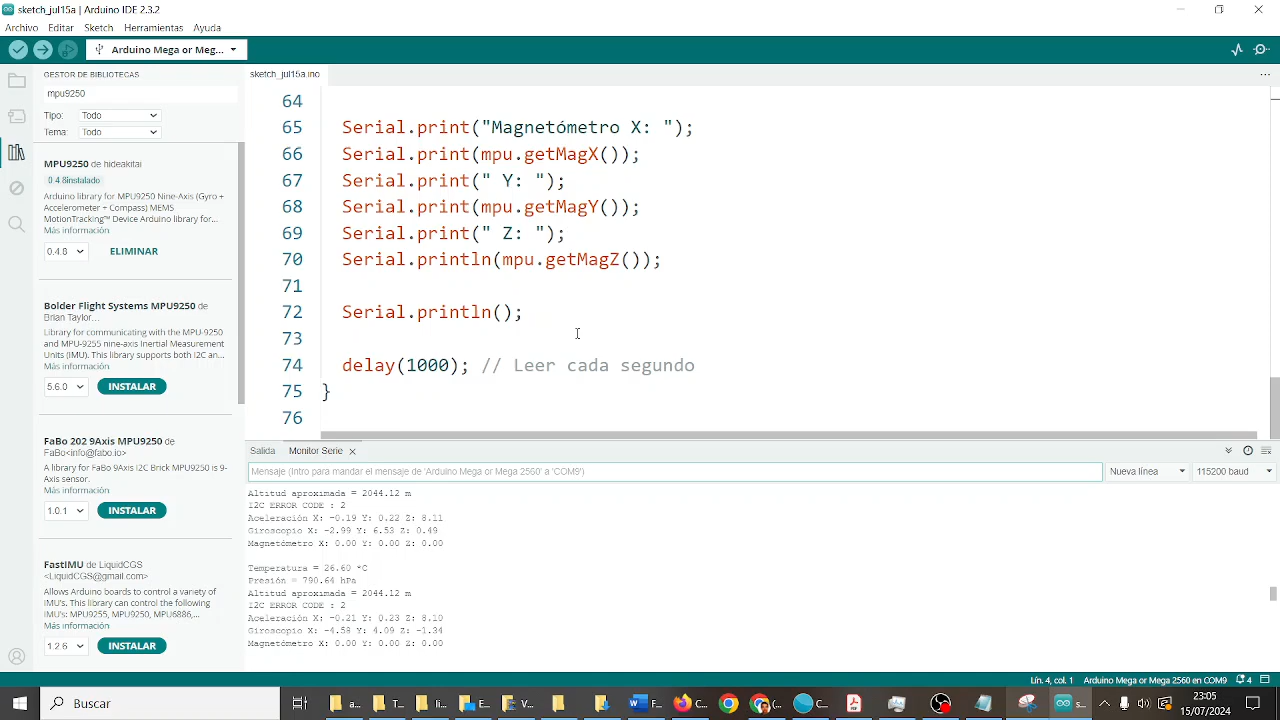 sketch_jul15a | Arduino IDE 2.3.2
Archivo Editar Sketch Herramientas Ayuda
Arduino Mega or Meg...
GESTOR DE BIBLIOTECAS
mpu9250
Tipo: Todo
Tema: Todo
MPU9250 de hideakitai
0.4.8instalado
Arduino library for MPU9250 Nine-Axis (Gyro +
Accelerometer + Compass) MEMS
MotionTracking™ Device Arduino library for...
Más información
0.4.8 ELIMINAR
Bolder Flight Systems MPU9250 de
Brian Taylor...
Library for communicating with the MPU-9250
and MPU-9255 nine-axis Inertial Measurement
Units (IMU). This library supports both I2C an...
Más información
5.6.0 INSTALAR
FaBo 202 9Axis MPU9250 de
FaBo<info@fabo.io>
A library for FaBo 9Axis I2C Brick MPU9250 is 9-
Axis sensor.
Más información
1.0.1 INSTALAR
FastIMU de LiquidCGS
<LiquidCGS@gmail.com>
Allows Arduino boards to control a variety of
IMU's. This library can control the following
IMU's: MPU9255, MPU9250, MPU6886,...
Más información
1.2.6 INSTALAR
sketch_jul15a.ino
64
65 Serial.print("Magnetómetro X: ");
66 Serial.print(mpu.getMagX());
67 Serial.print(" Y: ");
68 Serial.print(mpu.getMagY());
69 Serial.print(" Z: ");
70 Serial.println(mpu.getMagZ());
71
72 Serial.println();
73
74 delay(1000); // Leer cada segundo
75 }
76
Salida Monitor Serie
Mensaje (Intro para mandar el mensaje de 'Arduino Mega or Mega 2560' a 'COM9') Nueva línea 115200 baud
Altitud aproximada = 2044.12 m
I2C ERROR CODE : 2
Aceleración X: -0.19 Y: 0.22 Z: 8.11
Giroscopio X: -2.99 Y: 6.53 Z: 0.49
Magnetómetro X: 0.00 Y: 0.00 Z: 0.00
Temperatura = 26.60 *C
Presión = 790.64 hPa
Altitud aproximada = 2044.12 m
I2C ERROR CODE : 2
Aceleración X: -0.21 Y: 0.23 Z: 8.10
Giroscopio X: -4.58 Y: 4.09 Z: -1.34
Magnetómetro X: 0.00 Y: 0.00 Z: 0.00
Lín. 4, col. 1 Arduino Mega or Mega 2560 en COM9 4
Buscar
a... T... li... E... V... F... C... C... C... s...
23:05
15/07/2024